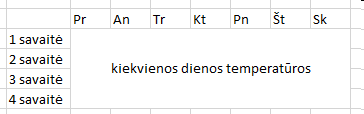 Pr An Tr Kt Pn Št Sk
1 savaitė
2 savaitė
kiekvienos dienos temperatūros
3 savaitė
4 savaitė